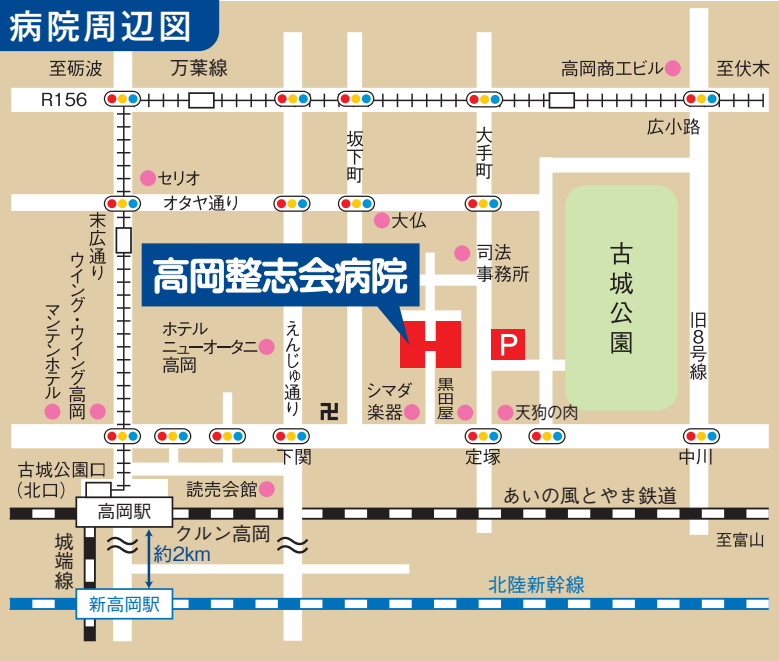 病院周辺図
至砺波
万葉線
高岡商工ビル
至伏木
R156
広小路
坂下町
大手町
セリオ
オタヤ通り
大仏
末広通り
司法
事務所
高岡整志会病院
古城公園
ウイング・ウイング高岡
マンテンホテル
ホテル
ニューオータニ
高岡
えんじゅ通り
旧8号線
P
シマダ
楽器
黒田屋
天狗の肉
卍
下関
定塚
中川
古城公園口
(北口)
読売会館
あいの風とやま鉄道
高岡駅
クルン高岡
至富山
城端線
約2km
北陸新幹線
新高岡駅